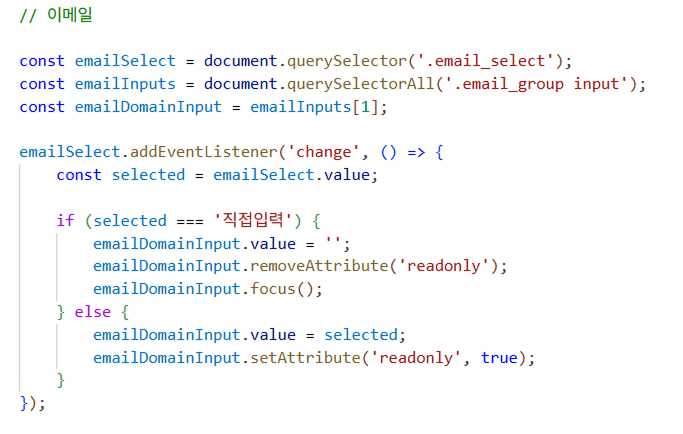 // 이메일
const emailSelect = document.querySelector('.email_select');
const emailInputs = document.querySelectorAll('.email_group input');
const emailDomainInput = emailInputs[1];
emailSelect.addEventListener('change', () => {
    const selected = emailSelect.value;
    if (selected === '직접입력') {
        emailDomainInput.value = '';
        emailDomainInput.removeAttribute('readonly');
        emailDomainInput.focus();
    } else {
        emailDomainInput.value = selected;
        emailDomainInput.setAttribute('readonly', true);
    }
});